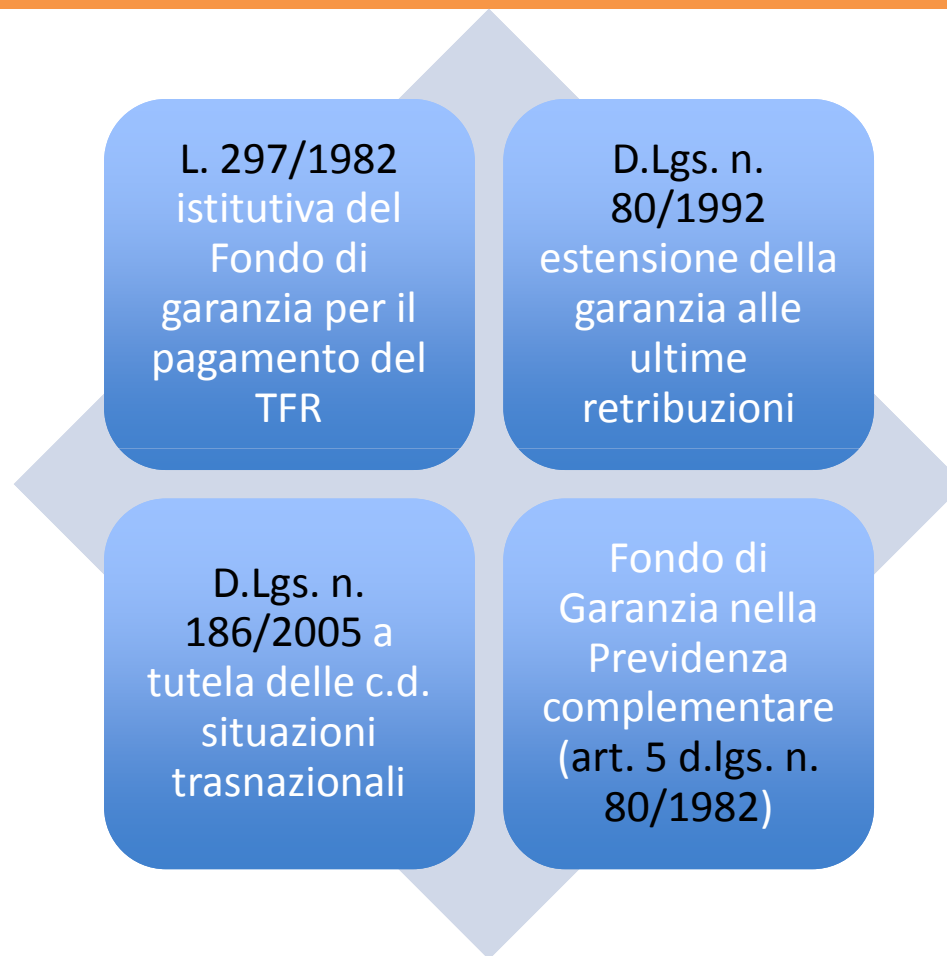 L. 297/1982
istitutiva del
Fondo di
garanzia per il
pagamento del
TFR
D.Lgs. n.
80/1992
estensione della
garanzia alle
ultime
retribuzioni
D.Lgs. n.
186/2005 a
tutela delle c.d.
situazioni
trasnazionali
Fondo di
Garanzia nella
Previdenza
complementare
(art. 5 d.lgs. n.
80/1982)